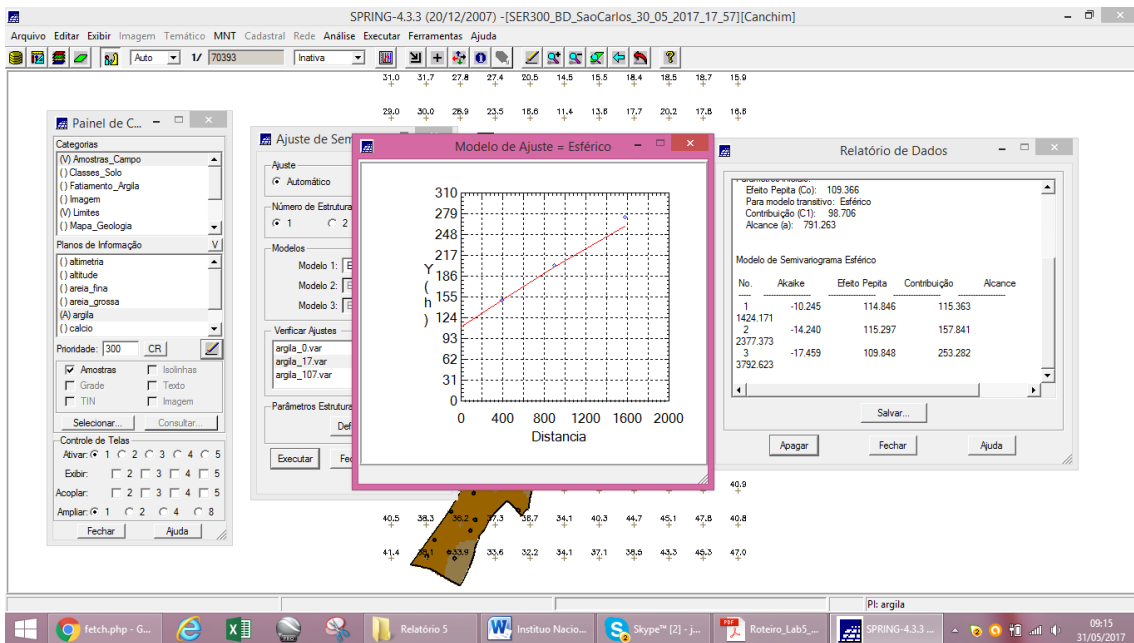 SPRING-4.3.3 (20/12/2007) -[SER300_BD_SaoCarlos_30_05_2017_17_57][Canchim]
Arquivo Editar Exibir Imagem Temático MNT Cadastral Rede Análise Executar Ferramentas Ajuda
Auto 1/ 70393 Inativa
31.0 31.7 27.8 27.4 20.5 14.5 15.5 18.4 18.5 18.7 15.9
29.0 30.0 28.9 23.5 18.6 11.4 13.8 17.7 20.2 17.8 16.8
Painel de C...
Categorias
(V) Amostras_Campo
() Classes_Solo
() Fatiamento_Argila
() Imagem
(V) Limites
() Mapa_Geologia
Planos de Informação V
() altimetria
() altitude
() areia_fina
() areia_grossa
(A) argila
() calcio
Prioridade: 300 CR
Amostras Isolinhas
Grade Texto
TIN Imagem
Selecionar... Consultar...
Controle de Telas
Ativar: 1 2 3 4 5
Exibir: 2 3 4 5
Acoplar: 2 3 4 5
Ampliar: 1 2 4 8
Fechar Ajuda
Ajuste de Sem
Ajuste
Automático
Número de Estrutura
1 2
Modelos
Modelo 1: E
Modelo 2: E
Modelo 3: E
Verificar Ajustes
argila_0.var
argila_17.var
argila_107.var
Parâmetros Estrutura
Def
Executar Fec
Modelo de Ajuste = Esférico
310
279
248
217
186
155
124
93
62
31
0
Y(h)
0 400 800 1200 1600 2000
Distancia
Relatório de Dados
Efeito Pepita (Co): 109.366
Para modelo transitivo: Esférico
Contribuição (C1): 98.706
Alcance (a): 791.263
Modelo de Semivariograma Esférico
No. Akaike Efeito Pepita Contribuição Alcance
1 -10.245 114.846 115.363
1424.171
2 -14.240 115.297 157.841
2377.373
3 -17.459 109.848 253.282
3792.623
Salvar...
Apagar Fechar Ajuda
40.9
40.5 38.3 36.2 37.3 38.7 34.1 40.3 44.7 45.1 47.8 40.8
41.4 38.1 33.9 33.6 32.2 34.1 37.1 38.5 43.3 45.3 47.0
PI: argila
fetch.php - G... Relatório 5 Instituo Nacio... Skype™ [2] - j... Roteiro_Lab5_... SPRING-4.3.3 ...
09:15
31/05/2017